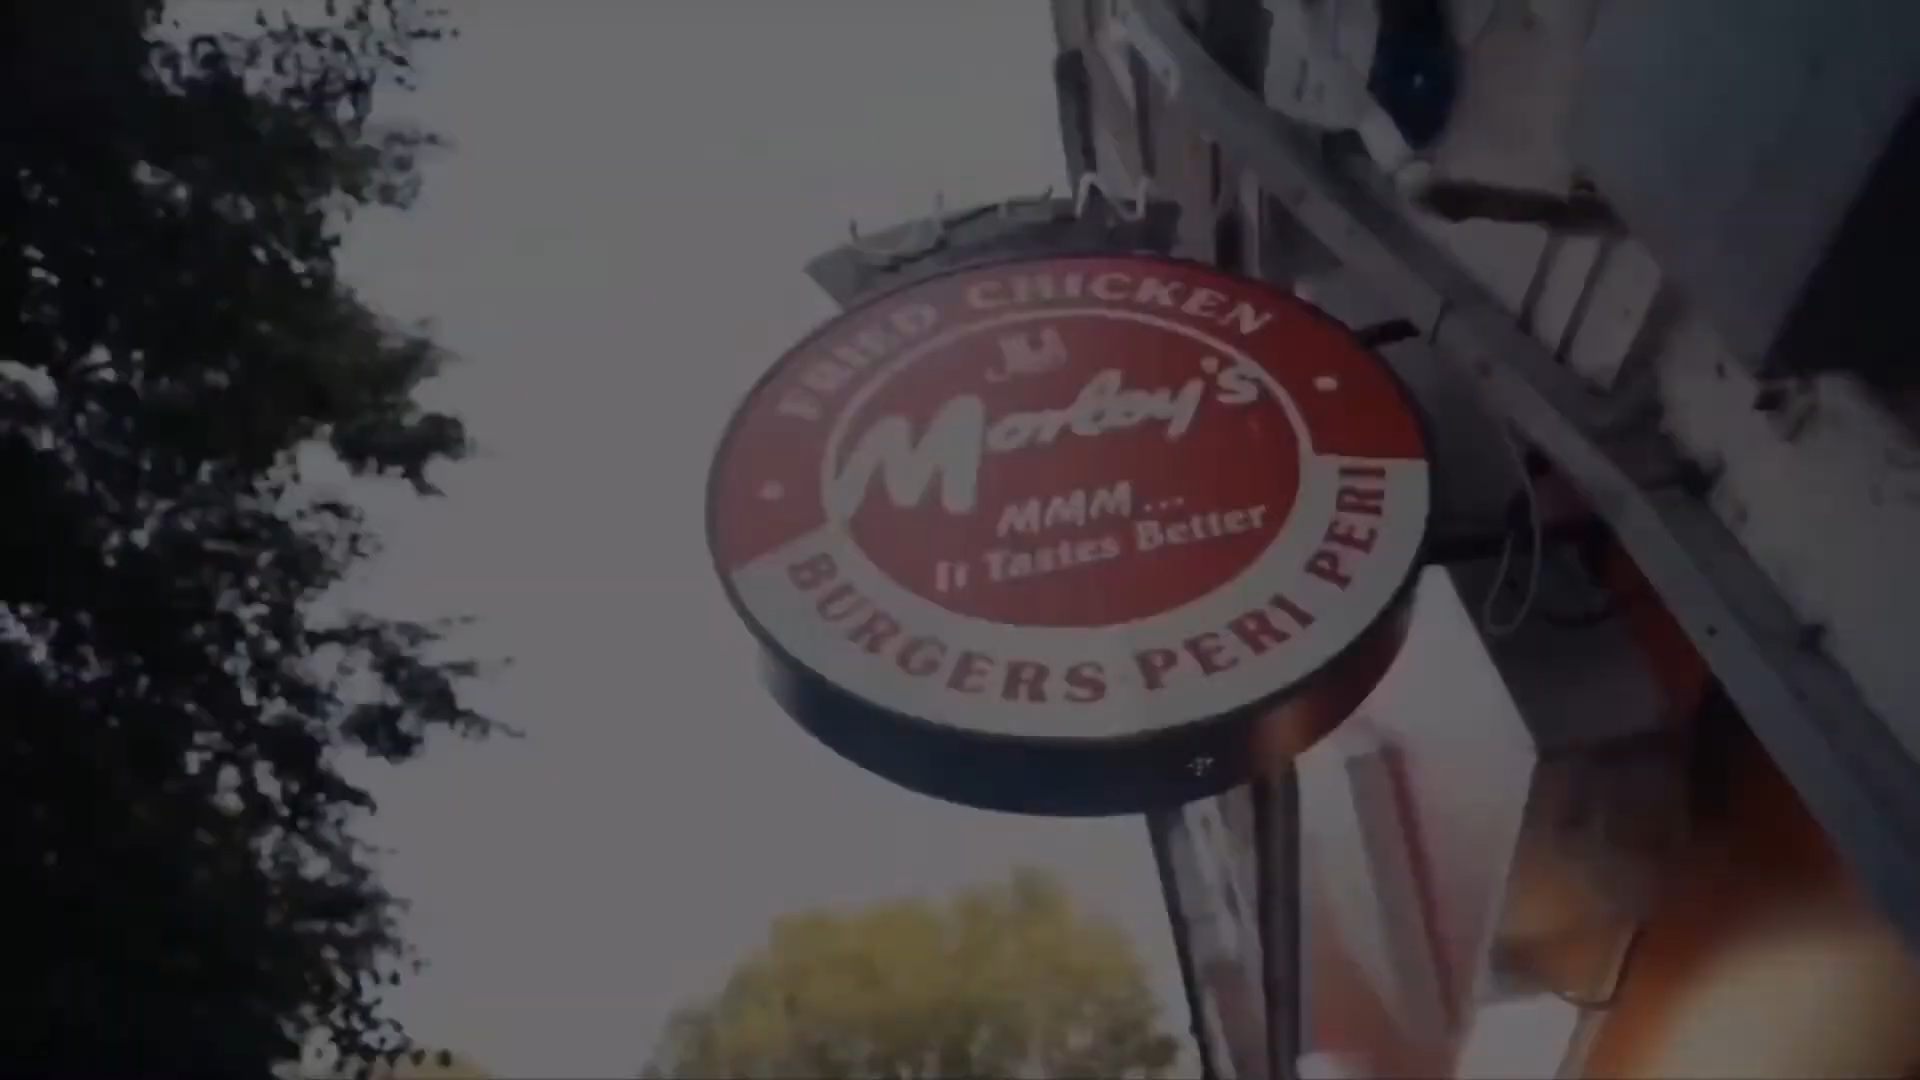 FRIED CHICKEN
Morley's
MMM...
It Tastes Better
BURGERS PERI PERI